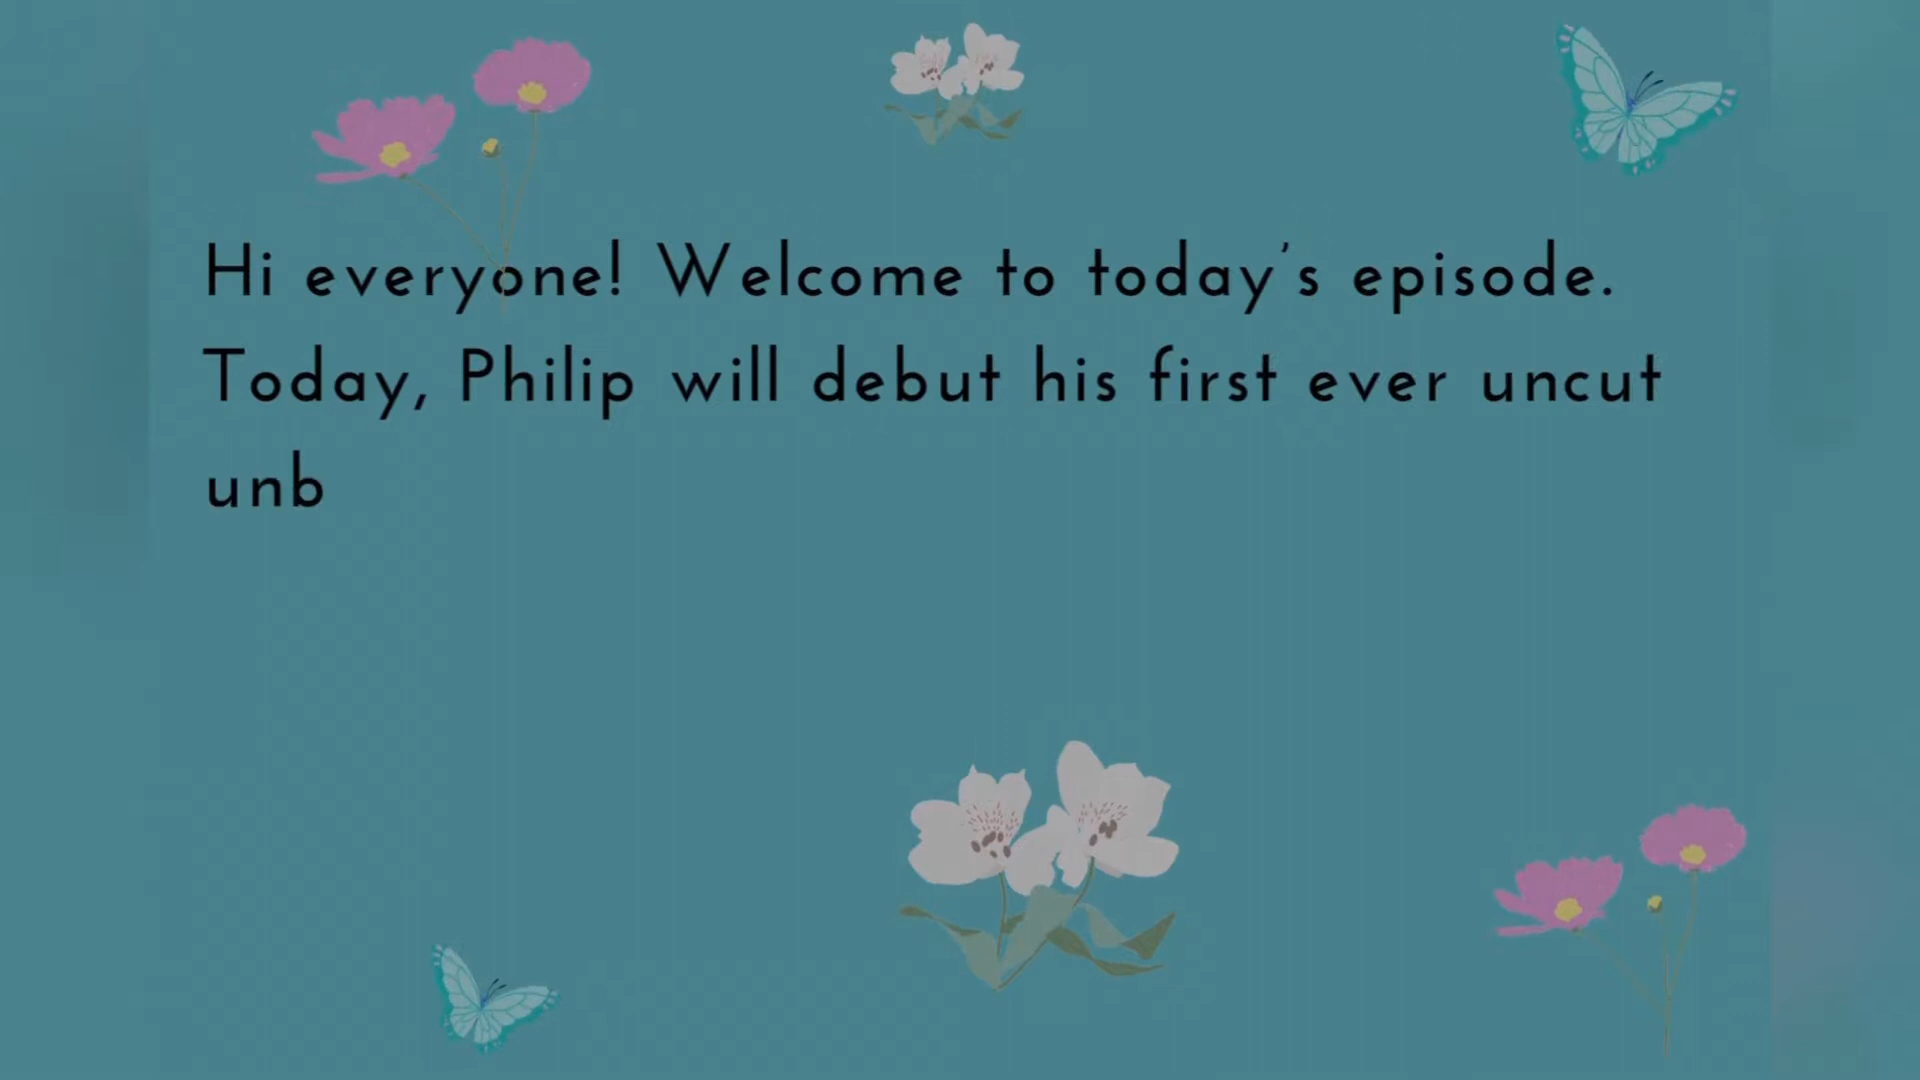 Hi everyone! Welcome to today's episode.
Today, Philip will debut his first ever uncut
unb